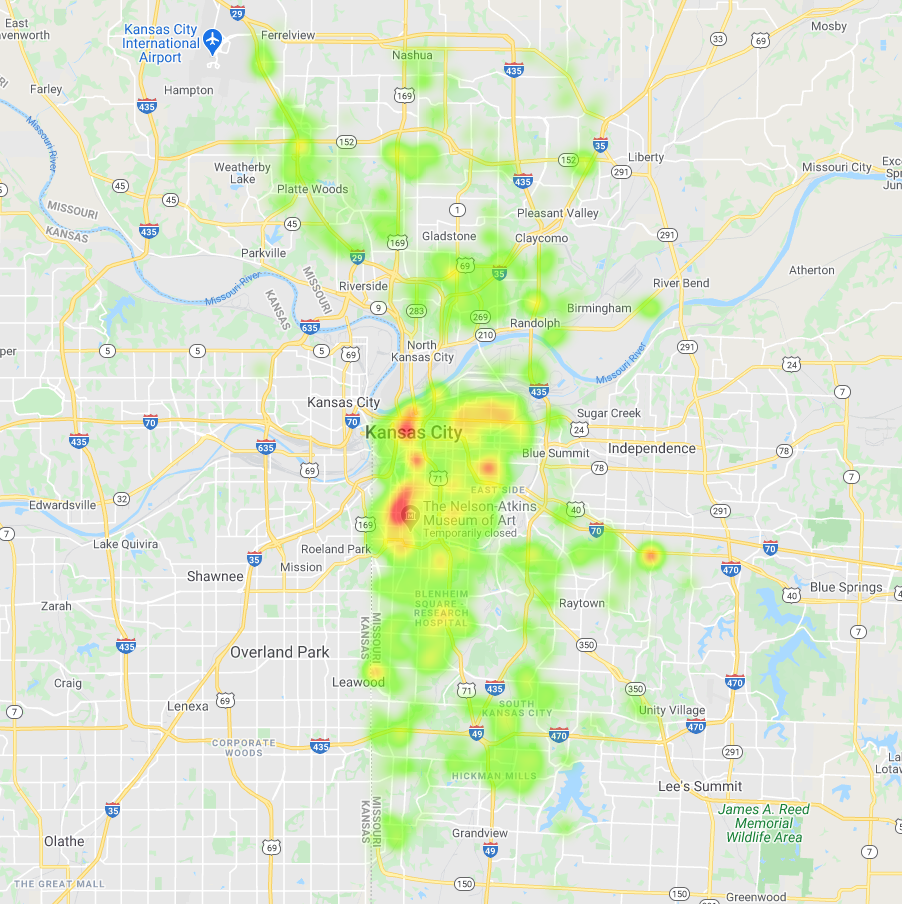 29
East
venworth
Kansas City
International
Airport
Ferrelview
Nashua
Mosby
33
69
435
Farley
Hampton
435
169
Missouri River
152
35
Liberty
152
291
Weatherby
Lake
Platte Woods
435
Missouri City
Exce
Spri
Jun
45
45
MISSOURI
KANSAS
435
45
1
Pleasant Valley
Gladstone
Claycomo
169
291
Parkville
29
69
35
Atherton
Missouri River
MISSOURI
KANSAS
Riverside
River Bend
9
283
269
Randolph
Birmingham
635
210
5
5
5
69
North
Kansas City
291
Missouri River
24
per
435
7
Kansas City
70
70
Kansas City
Sugar Creek
24
435
635
Blue Summit
Independence
78
78
69
71
EAST SIDE
Edwardsville
32
The Nelson-Atkins
Museum of Art
Temporarily closed
40
291
7
169
70
Lake Quivira
Roeland Park
70
35
Mission
470
Shawnee
Blue Springs
40
BLENHEIM
SQUARE -
RESEARCH
HOSPITAL
Raytown
Zarah
MISSOURI
KANSAS
7
435
350
Overland Park
Craig
Leawood
71
435
350
470
7
Lenexa
69
SOUTH
KANSAS CITY
Unity Village
470
49
470
CORPORATE
WOODS
435
291
HICKMAN MILLS
Lee's Summit
35
MISSOURI
KANSAS
James A. Reed
Memorial
Wildlife Area
Olathe
69
Grandview
49
7
THE GREAT MALL
150
150
Greenwood